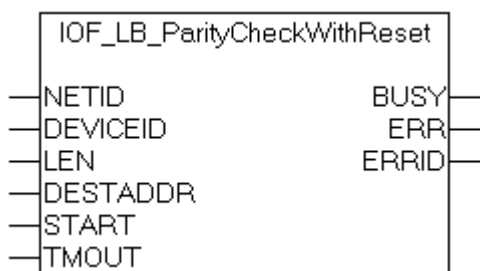 IOF_LB_ParityCheckWithReset
NETID BUSY
DEVICEID ERR
LEN ERRID
DESTADDR
START
TMOUT